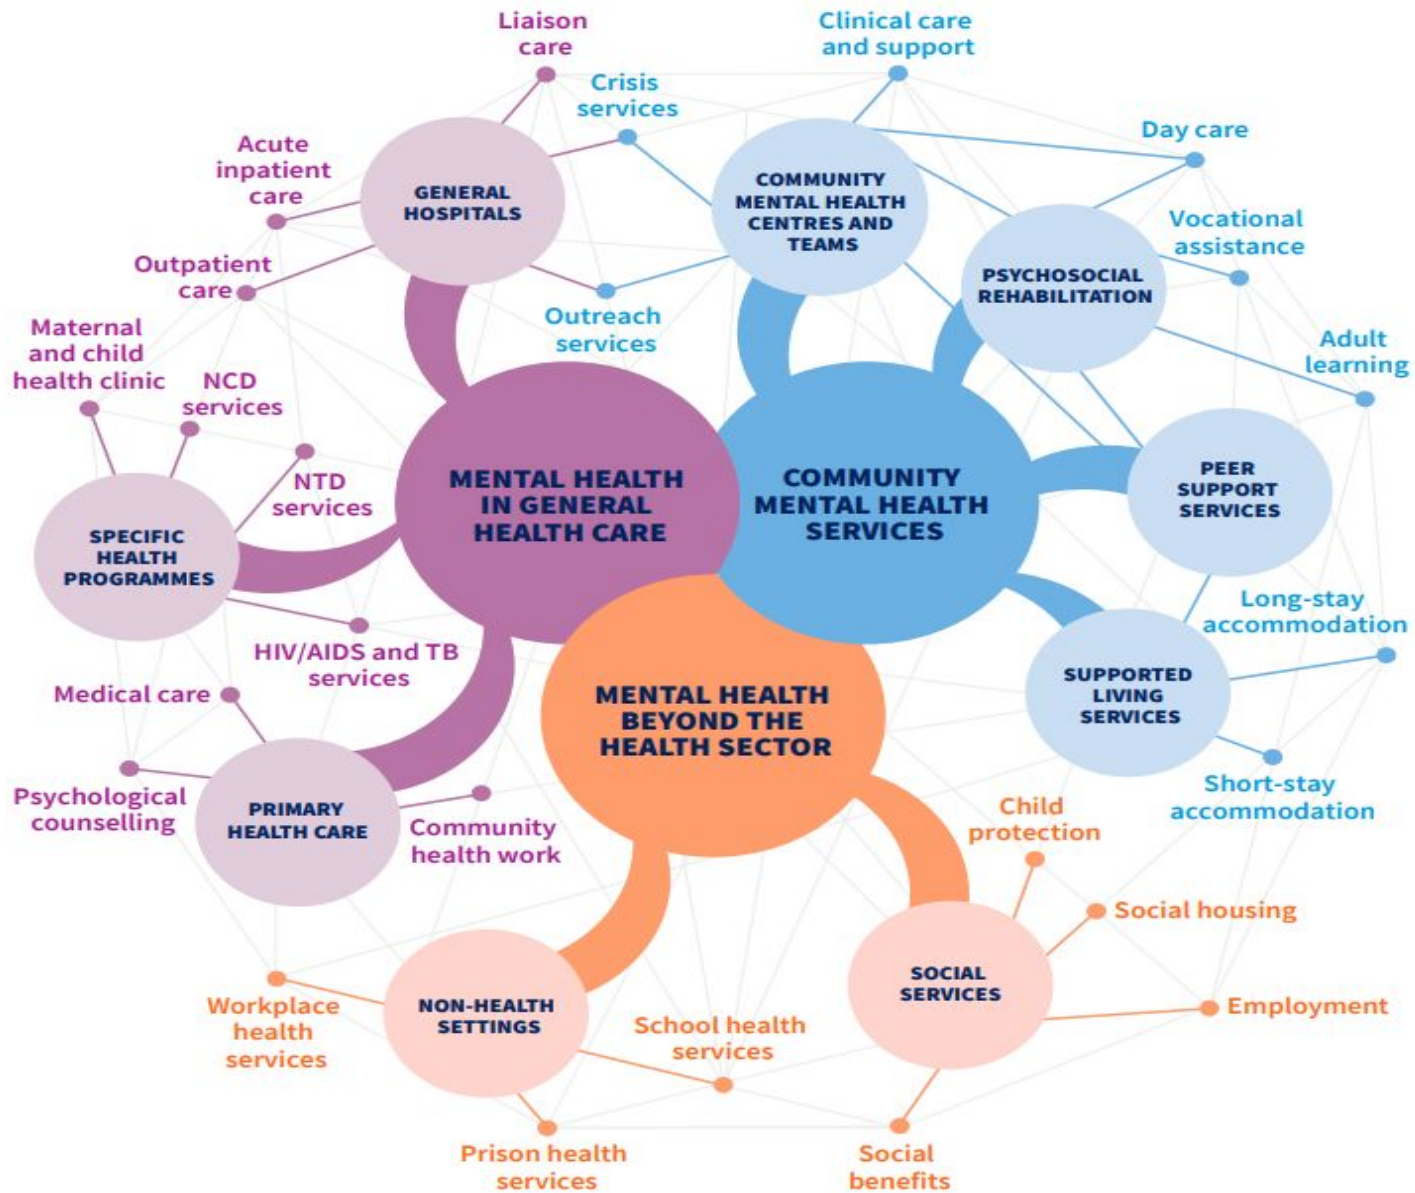 Liaison
care
Clinical care
and support
Crisis
services
Day care
Acute
inpatient
care
GENERAL
HOSPITALS
COMMUNITY
MENTAL HEALTH
CENTRES AND
TEAMS
Vocational
assistance
Outpatient
care
PSYCHOSOCIAL
REHABILITATION
Outreach
services
Maternal
and child
health clinic
NCD
services
Adult
learning
NTD
services
MENTAL HEALTH
IN GENERAL
HEALTH CARE
COMMUNITY
MENTAL HEALTH
SERVICES
PEER
SUPPORT
SERVICES
SPECIFIC
HEALTH
PROGRAMMES
Long-stay
accommodation
HIV/AIDS and TB
services
Medical care
MENTAL HEALTH
BEYOND THE
HEALTH SECTOR
SUPPORTED
LIVING
SERVICES
Psychological
counselling
PRIMARY
HEALTH CARE
Community
health work
Short-stay
accommodation
Child
protection
Social housing
NON-HEALTH
SETTINGS
SOCIAL
SERVICES
Employment
Workplace
health
services
School health
services
Prison health
services
Social
benefits